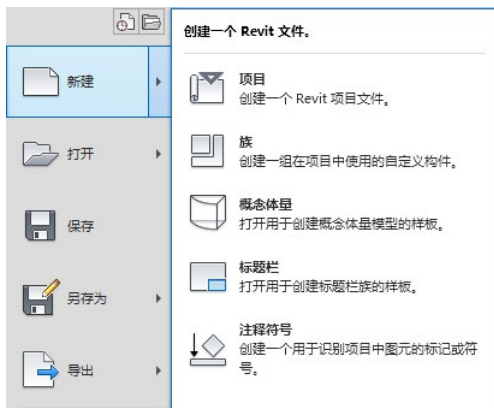 创建一个 Revit 文件。
新建
项目
创建一个 Revit 项目文件。
族
创建一组在项目中使用的自定义构件。
打开
概念体量
打开用于创建概念体量模型的样板。
保存
标题栏
打开用于创建标题栏族的样板。
另存为
注释符号
创建一个用于识别项目中图元的标记或符
号。
导出